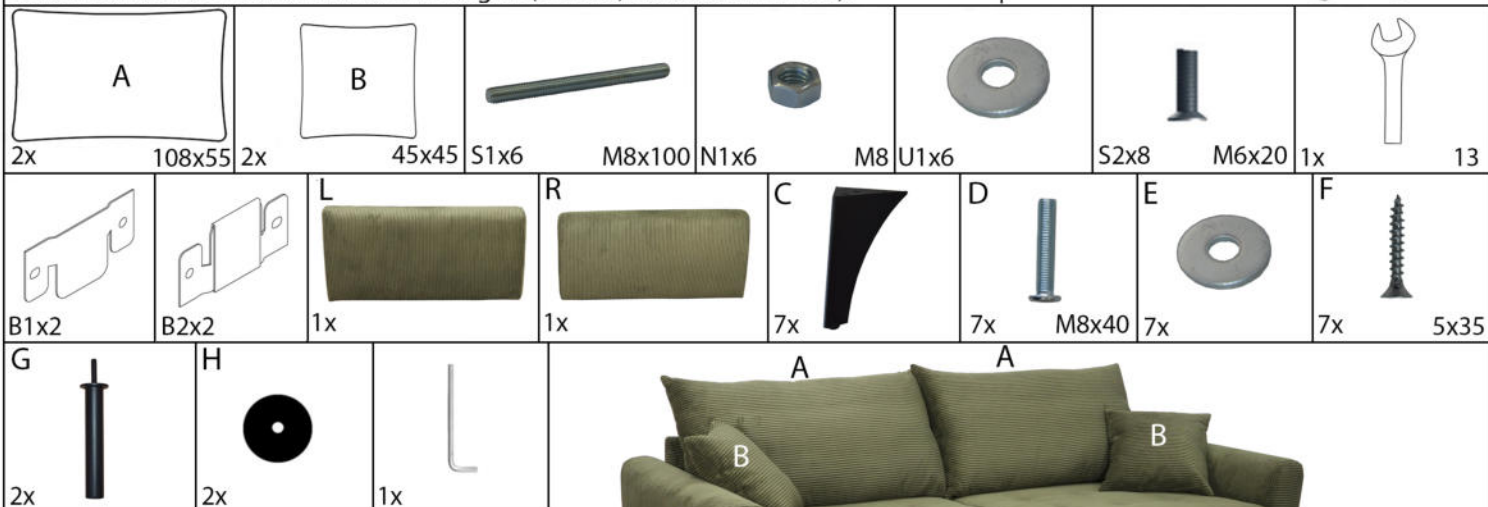 A
2x 108x55
B
2x 45x45
S1x6 M8x100
N1x6 M8
U1x6
S2x8 M6x20
1x 13
B1x2
B2x2
L
1x
R
1x
C
7x
D
7x M8x40
E
7x
F
7x 5x35
G
2x
H
2x
1x
A
A
B
B